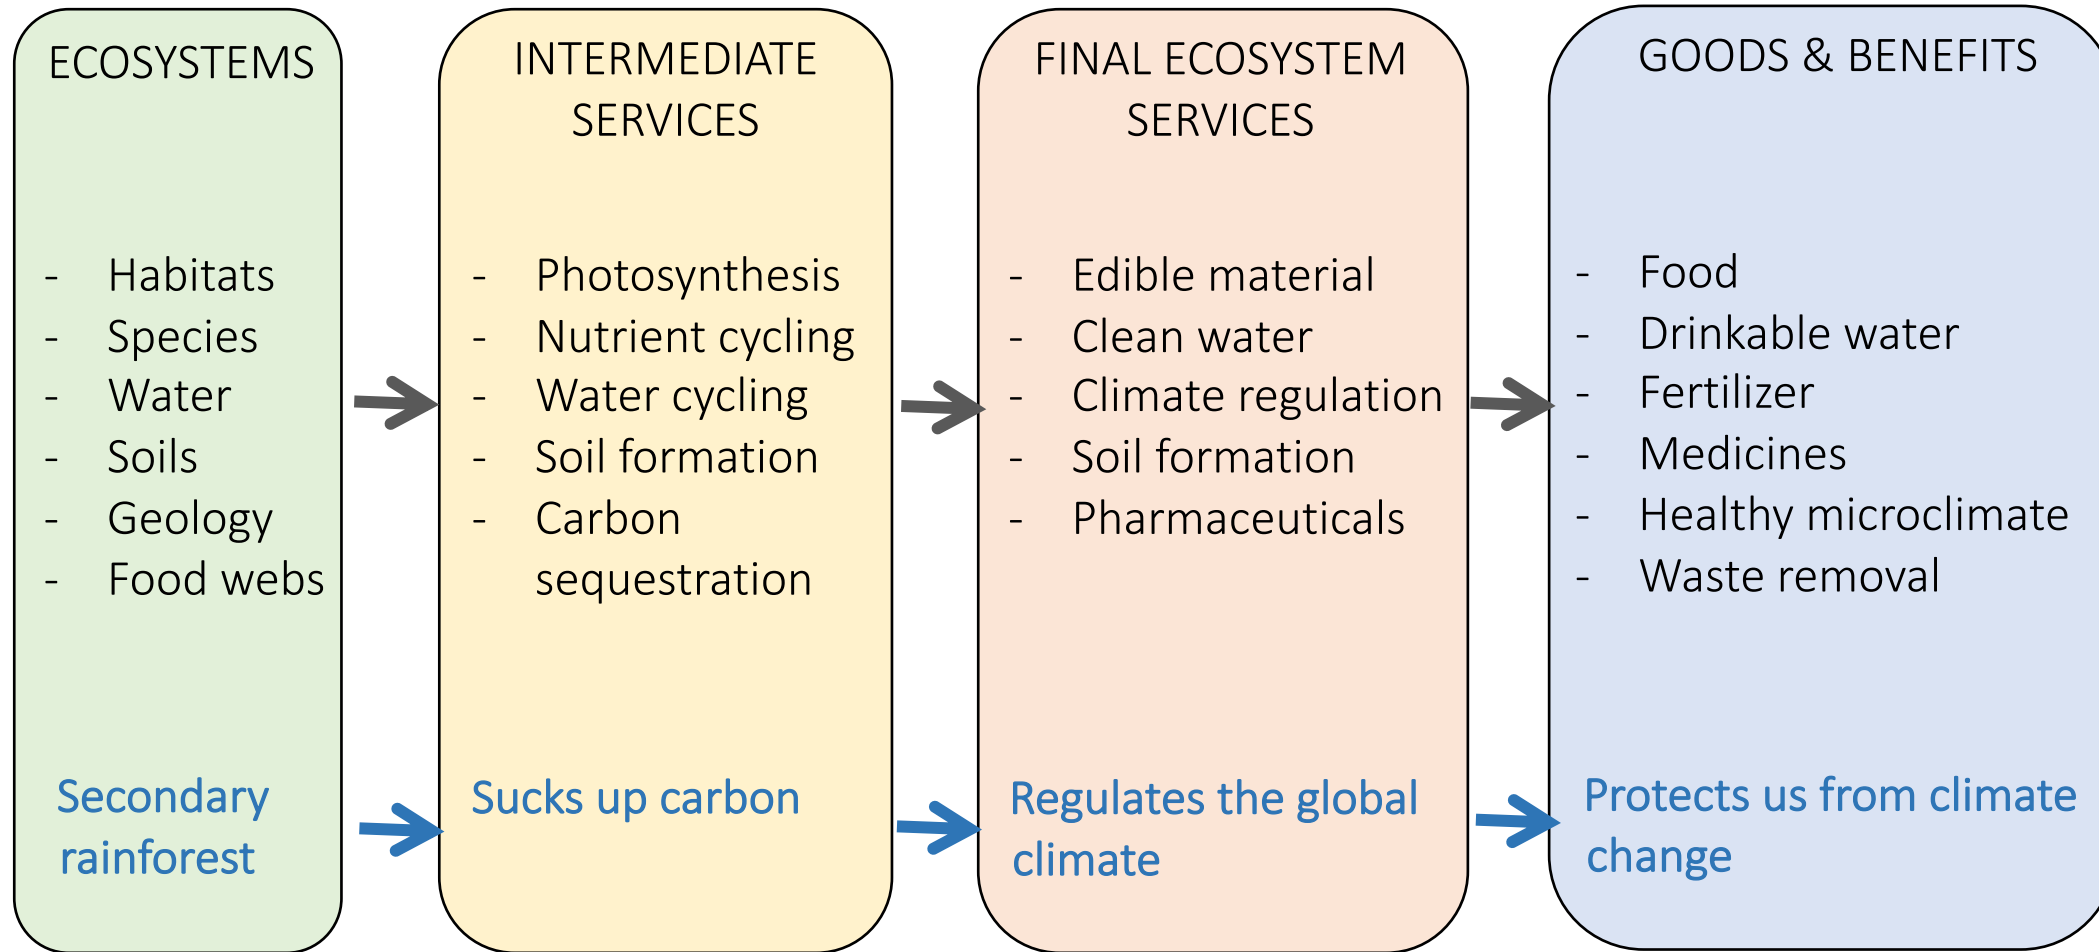 ECOSYSTEMS
- Habitats
- Species
- Water
- Soils
- Geology
- Food webs
Secondary
rainforest
INTERMEDIATE
SERVICES
- Photosynthesis
- Nutrient cycling
- Water cycling
- Soil formation
- Carbon
sequestration
Sucks up carbon
FINAL ECOSYSTEM
SERVICES
- Edible material
- Clean water
- Climate regulation
- Soil formation
- Pharmaceuticals
Regulates the global
climate
GOODS & BENEFITS
- Food
- Drinkable water
- Fertilizer
- Medicines
- Healthy microclimate
- Waste removal
Protects us from climate
change